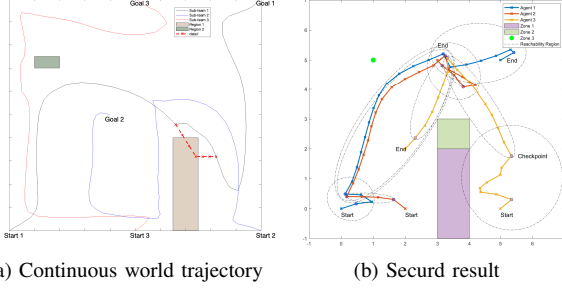 Goal 3
Goal 1
Sub-team 1
Sub-team 2
Sub-team 3
Region 1
Region 2
Goal 2
Start 1
Start 3
Start 2
a) Continuous world trajectory
7
6
5
4
3
2
1
0
-1
-1
0
1
2
3
4
5
6
Agent 1
Agent 2
Agent 3
Zone 1
Zone 2
Zone 3
Reachability Region
End
End
End
Checkpoint
Start
Start
Start
(b) Securd result